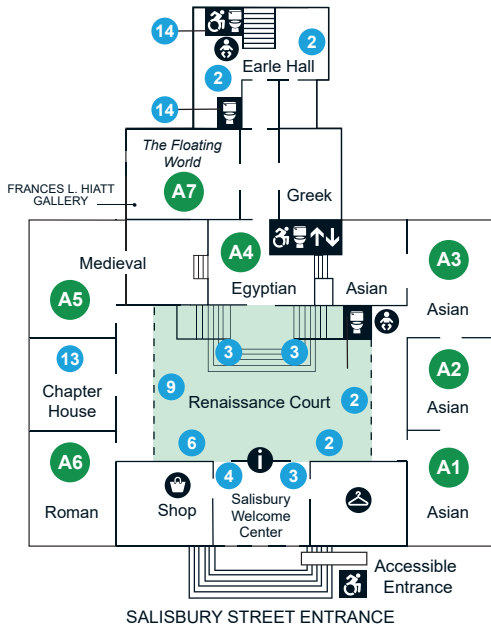 14
2
2
Earle Hall
14
The Floating
World
FRANCES L. HIATT
GALLERY
A7
Greek
A4
A3
Medieval
Egyptian
Asian
A5
Asian
3
3
13
9
A2
Chapter
House
Renaissance Court
2
Asian
6
i
2
A6
4
3
A1
Roman
Shop
Salisbury
Welcome
Center
Asian
Accessible
Entrance
SALISBURY STREET ENTRANCE